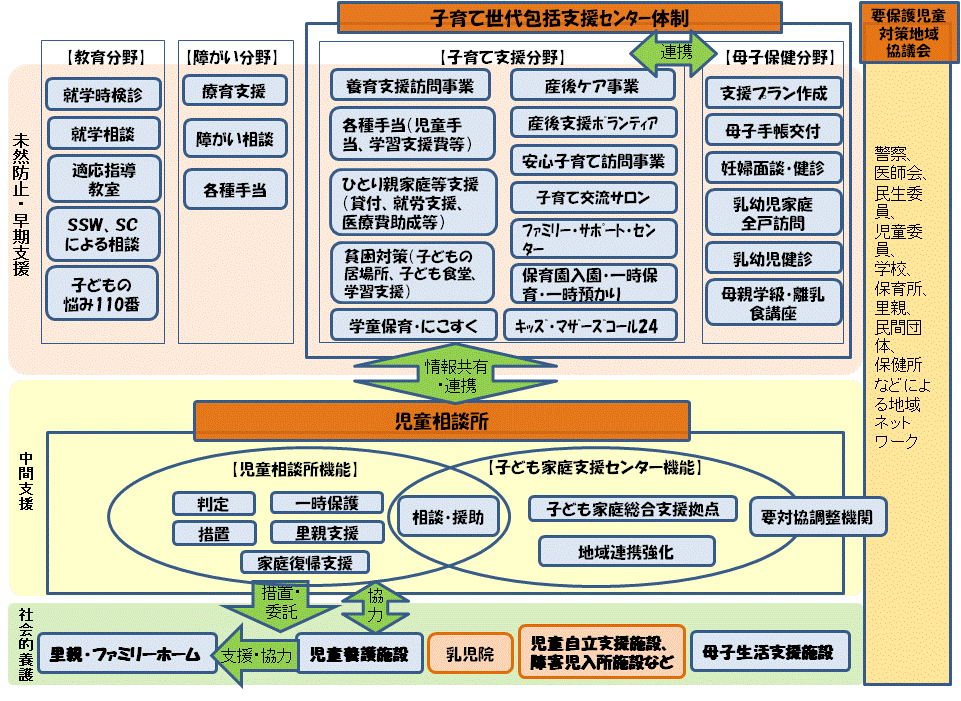 子育て世代包括支援センター体制
要保護児童
対策地域
協議会
未然防止・早期支援
【教育分野】
就学時検診
就学相談
適応指導
教室
SSW、SC
による相談
子どもの
悩み110番
【障がい分野】
療育支援
障がい相談
各種手当
【子育て支援分野】
連携
養育支援訪問事業
各種手当(児童手
当、学習支援費等)
ひとり親家庭等支援
(貸付、就労支援、
医療費助成等)
貧困対策(子どもの
居場所、子ども食堂、
学習支援)
学童保育・にこすく
産後ケア事業
産後支援ボランティア
安心子育て訪問事業
子育て交流サロン
ファミリー・サポート・セン
ター
保育園入園・一時保
育・一時預かり
キッズ・マザーズコール24
【母子保健分野】
支援プラン作成
母子手帳交付
妊婦面談・健診
乳幼児家庭
全戸訪問
乳幼児健診
母親学級・離乳
食講座
警察、
医師会、
民生委
員、
児童委
員、
学校、
保育所、
里親、
民間団
体、
保健所
などによ
る地域
ネット
ワーク
情報共有
・連携
中間支援
児童相談所
【児童相談所機能】
判定
一時保護
措置
里親支援
家庭復帰支援
相談・援助
【子ども家庭支援センター機能】
子ども家庭総合支援拠点
地域連携強化
要対協調整機関
措置・
委託
協
力
社会的養護
里親・ファミリーホーム
支援・協力
児童養護施設
乳児院
児童自立支援施設、
障害児入所施設など
母子生活支援施設